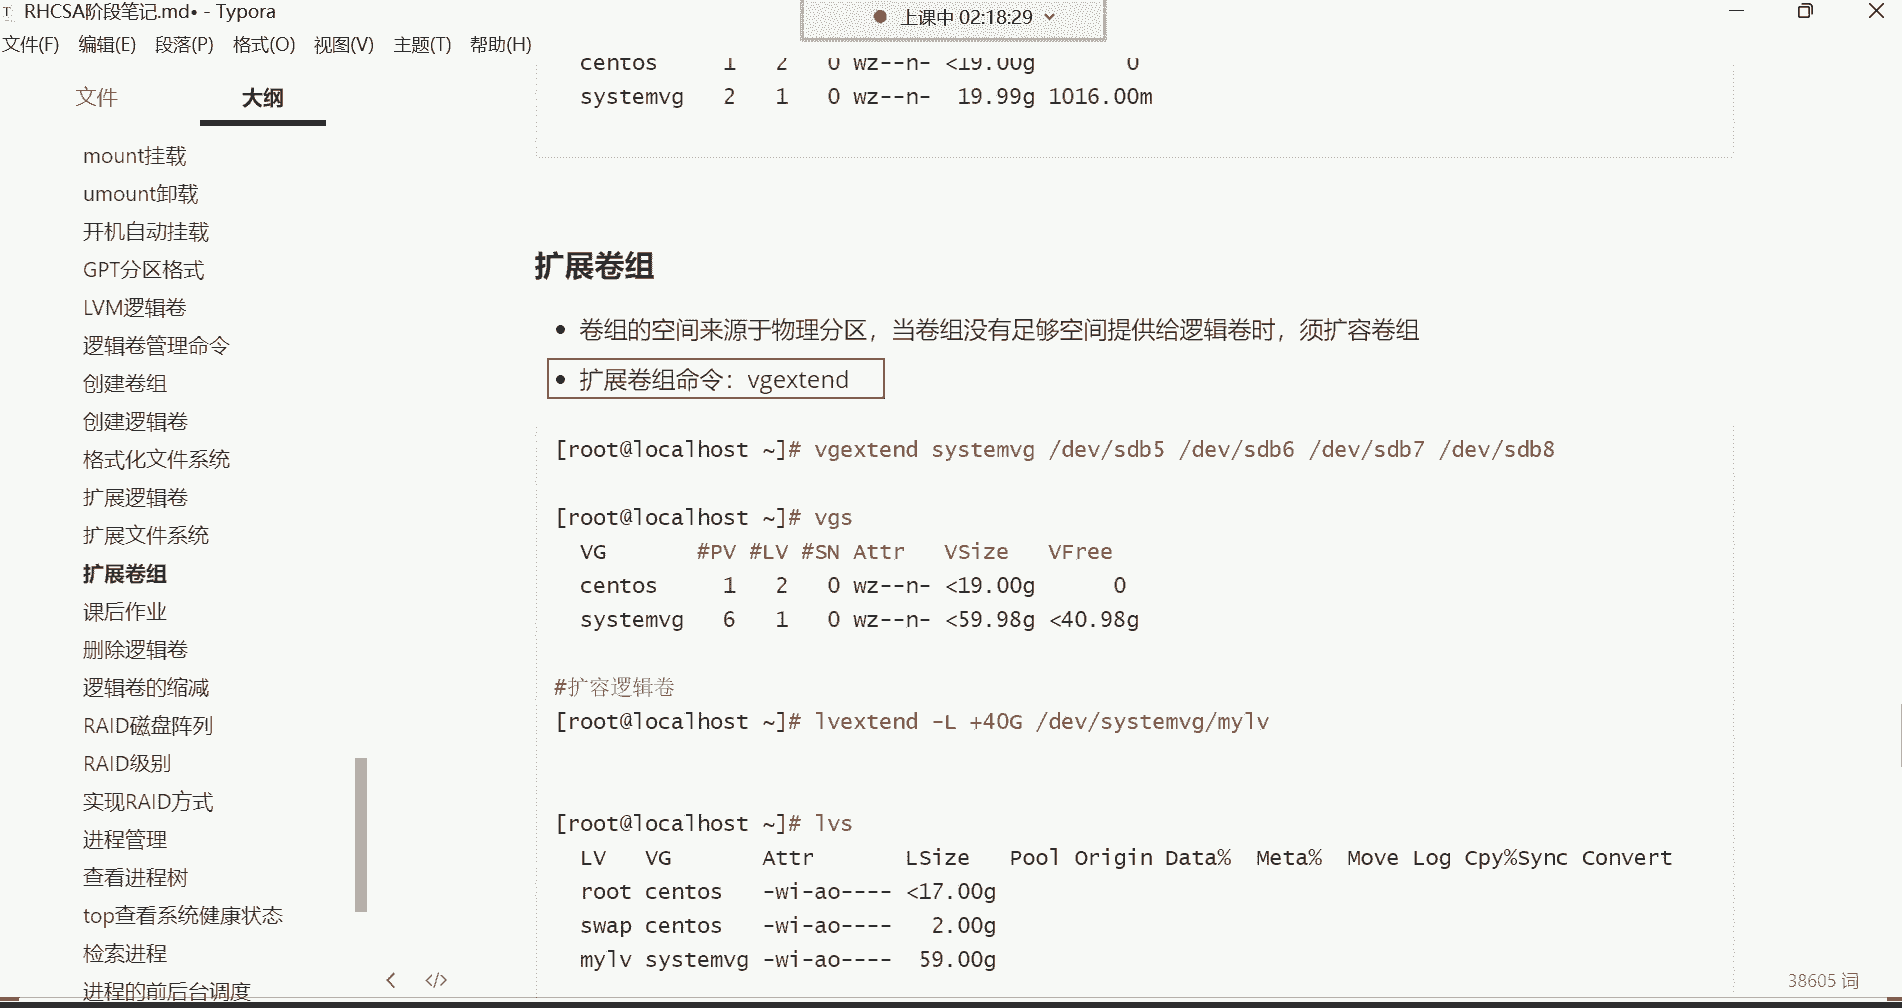 RHCSA阶段笔记.md• - Typora
上课中 02:18:29
文件(F) 编辑(E) 段落(P) 格式(O) 视图(V) 主题(T) 帮助(H)
文件 大纲
mount挂载
umount卸载
开机自动挂载
GPT分区格式
LVM逻辑卷
逻辑卷管理命令
创建卷组
创建逻辑卷
格式化文件系统
扩展逻辑卷
扩展文件系统
扩展卷组
课后作业
删除逻辑卷
逻辑卷的缩减
RAID磁盘阵列
RAID级别
实现RAID方式
进程管理
查看进程树
top查看系统健康状态
检索进程
进程的前后台调度
centos 1 2 0 wz--n- <19.00g 0
systemvg 2 1 0 wz--n- 19.99g 1016.00m
扩展卷组
• 卷组的空间来源于物理分区，当卷组没有足够空间提供给逻辑卷时，须扩容卷组
• 扩展卷组命令：vgextend
[root@localhost ~]# vgextend systemvg /dev/sdb5 /dev/sdb6 /dev/sdb7 /dev/sdb8
[root@localhost ~]# vgs
VG #PV #LV #SN Attr VSize VFree
centos 1 2 0 wz--n- <19.00g 0
systemvg 6 1 0 wz--n- <59.98g <40.98g
#扩容逻辑卷
[root@localhost ~]# lvextend -L +40G /dev/systemvg/mylv
[root@localhost ~]# lvs
LV VG Attr LSize Pool Origin Data% Meta% Move Log Cpy%Sync Convert
root centos -wi-ao---- <17.00g
swap centos -wi-ao---- 2.00g
mylv systemvg -wi-ao---- 59.00g
38605 词